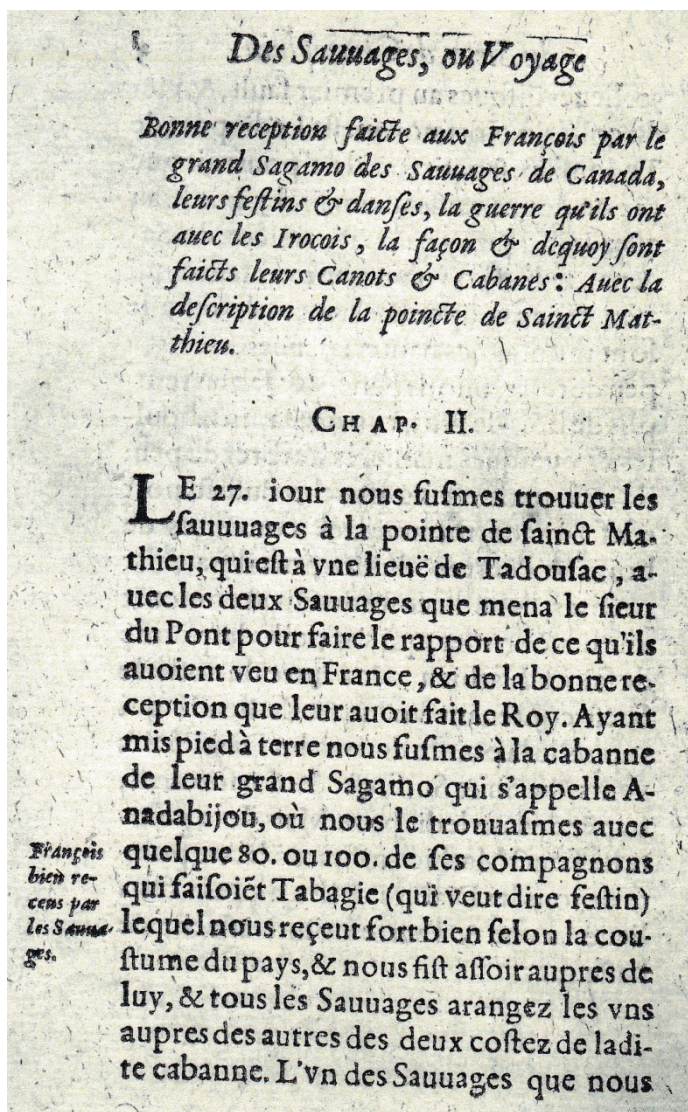 Des Sauuages, ou Voyage
Bonne reception faicte aux François par le
grand Sagamo des Sauuages de Canada,
leurs festins & danses, la guerre qu'ils ont
auec les Irocois, la façon & dequoy sont
faicts leurs Canots & Cabanes: Auec la
description de la poincte de Sainct Mat-
thieu.
CHAP. II.
LE 27. iour nous fusmes trouuer les
sauuuages à la pointe de sainct Ma-
thieu, qui est à vne lieuë de Tadousac, a-
uec les deux Sauuages que mena le sieur
du Pont pour faire le rapport de ce qu'ils
auoient veu en France, & de la bonne re-
ception que leur auoit fait le Roy. Ayant
mis pied à terre nous fusmes à la cabanne
de leur grand Sagamo qui s'appelle A-
nadabijou, où nous le trouuasmes auec
quelque 80. ou 100. de ses compagnons
qui faisoiẽt Tabagie (qui veut dire festin)
lequel nous reçeut fort bien selon la cou-
stume du pays, & nous fist assoir aupres de
luy, & tous les Sauuages arangez les vns
aupres des autres des deux costez de ladi-
te cabanne. L'vn des Sauuages que nous
François
bien re-
ceus par
les Sauua-
ges.